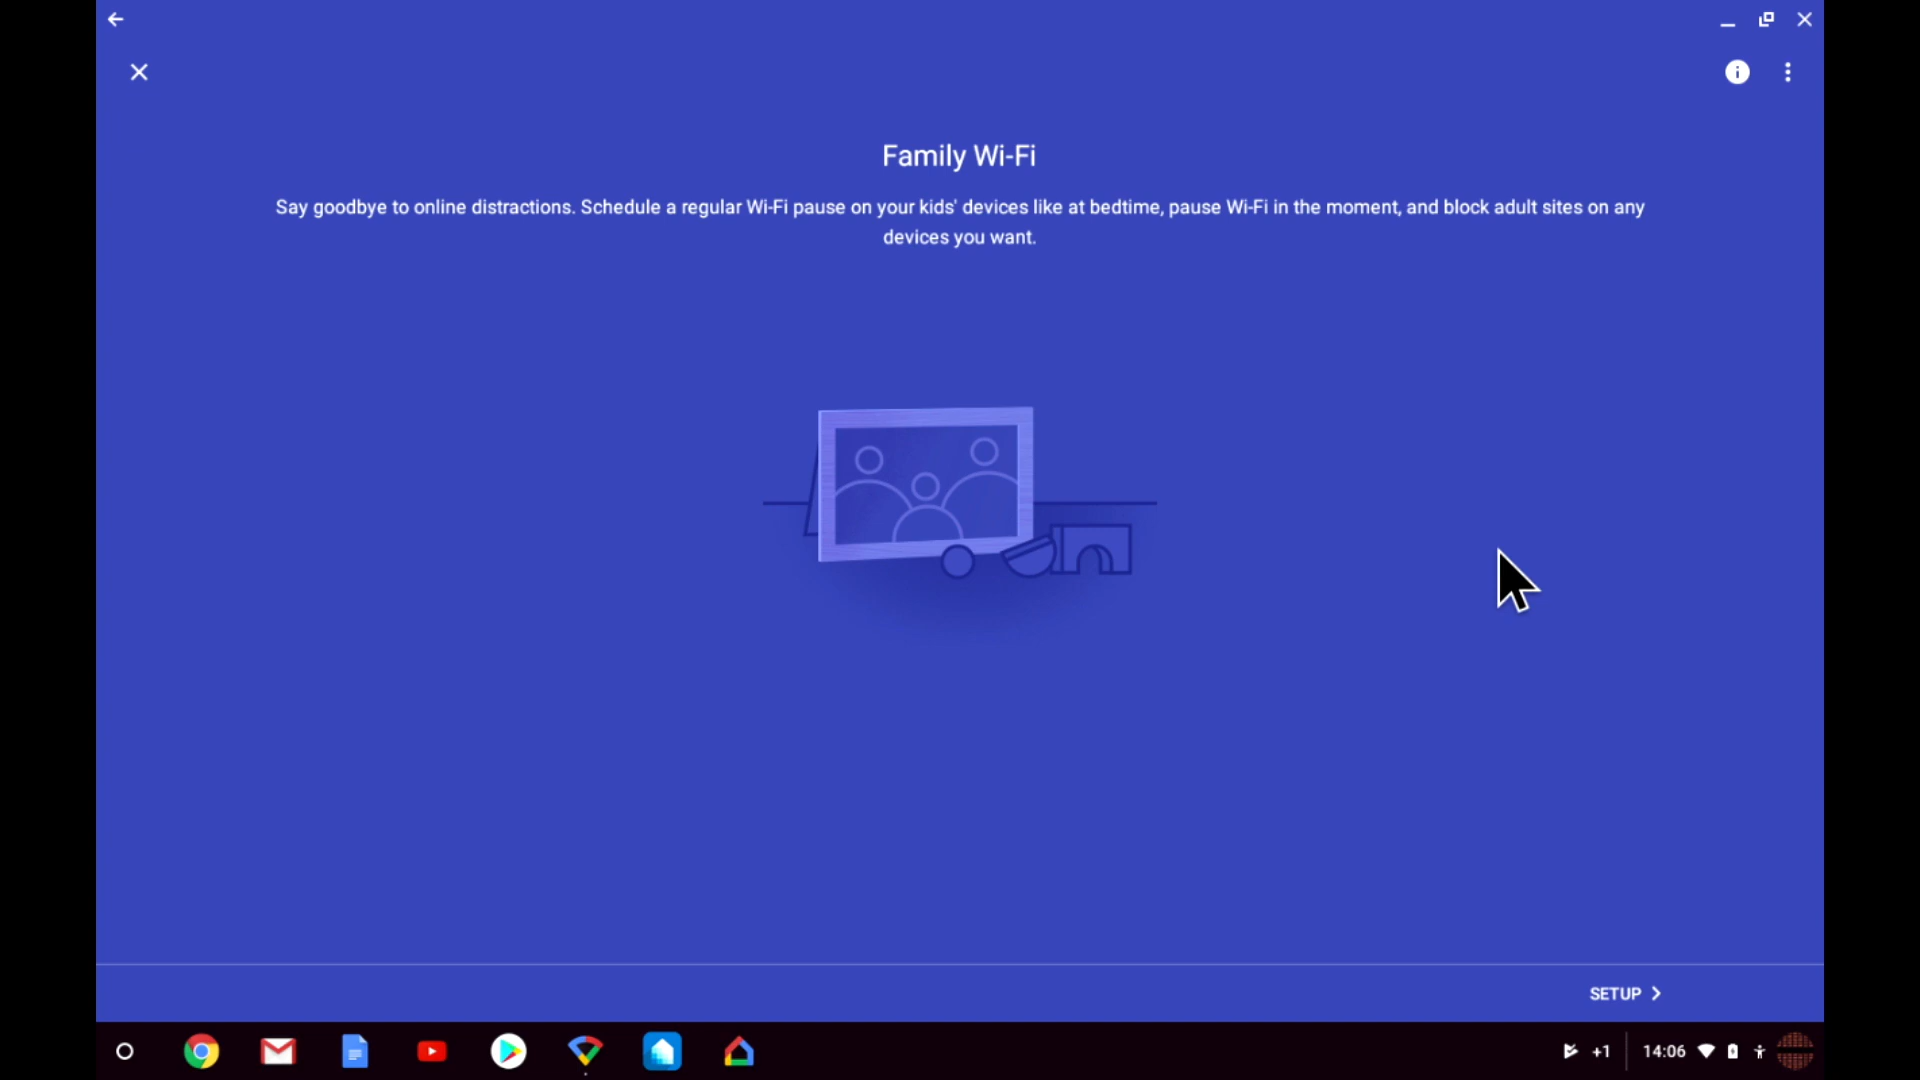 Family Wi-Fi
Say goodbye to online distractions. Schedule a regular Wi-Fi pause on your kids' devices like at bedtime, pause Wi-Fi in the moment, and block adult sites on any
devices you want.
SETUP
+1
14:06